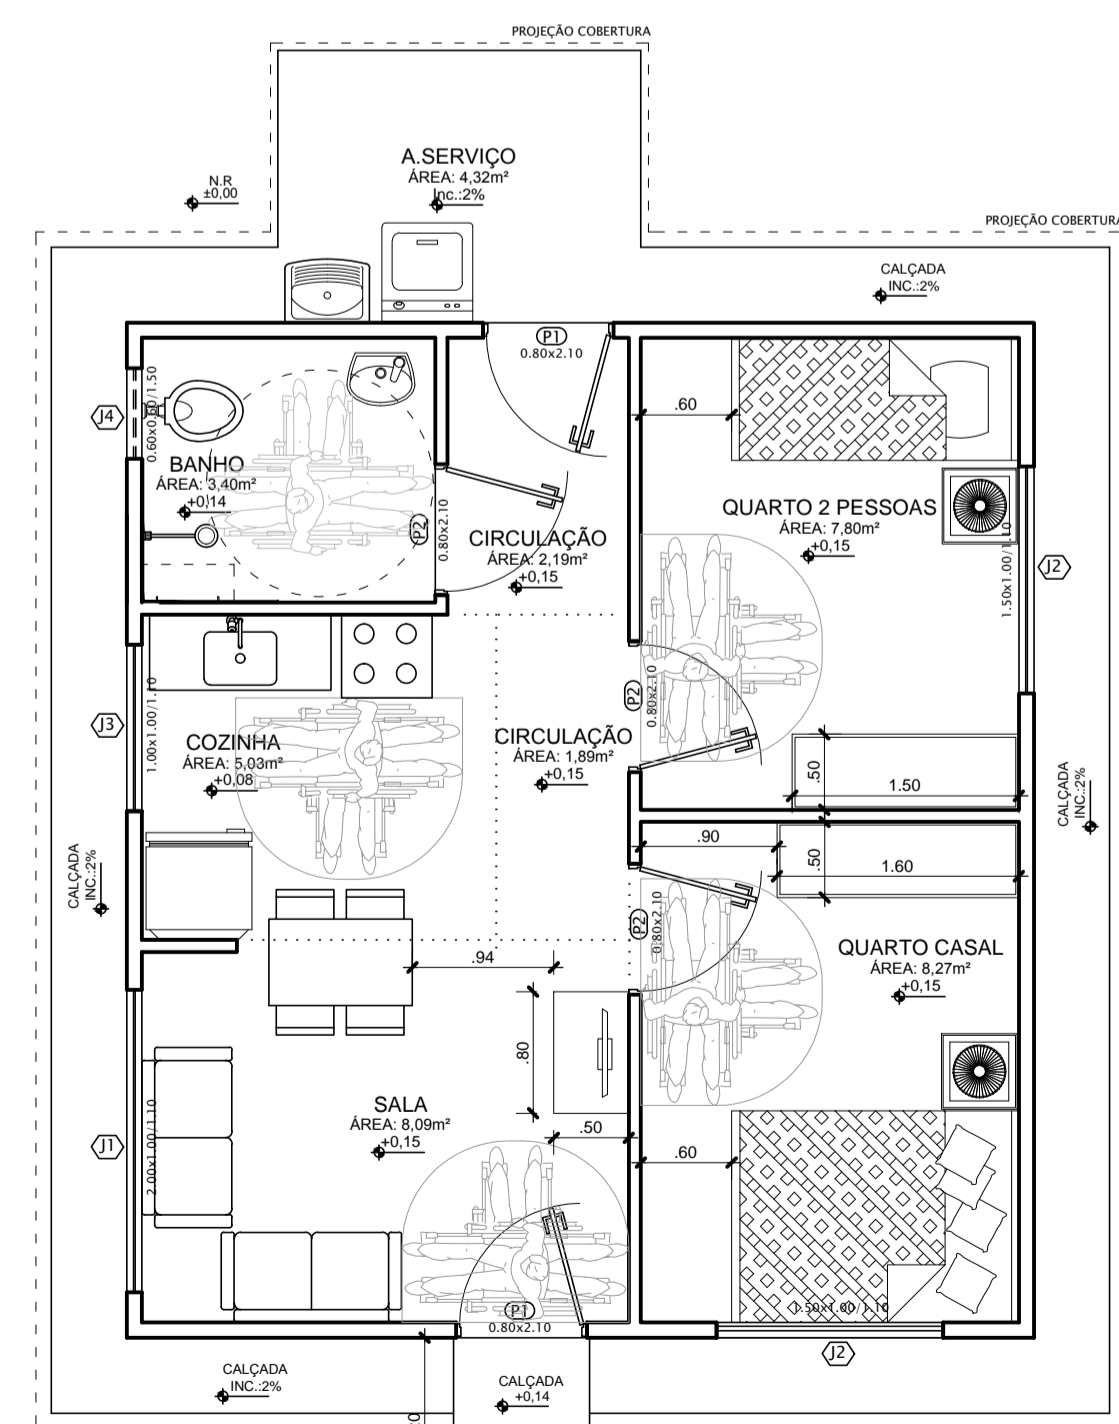 PROJEÇÃO COBERTURA
A.SERVIÇO
ÁREA: 4,32m²
Inc.:2%
N.R
±0,00
PROJEÇÃO COBERTURA
CALÇADA
INC.:2%
P1
0.80x2.10
J4
0.60x0.60/1.50
BANHO
ÁREA: 3,40m²
+0,14
P2
0.80x2.10
CIRCULAÇÃO
ÁREA: 2,19m²
+0,15
.60
QUARTO 2 PESSOAS
ÁREA: 7,80m²
+0,15
1.50x1.00/1.10
J2
P2
0.80x2.10
J3
1.00x1.00/1.10
COZINHA
ÁREA: 5,03m²
+0,08
CIRCULAÇÃO
ÁREA: 1,89m²
+0,15
.50
1.50
CALÇADA
INC.:2%
.90
.50
1.60
CALÇADA
INC.:2%
P2
0.80x2.10
.94
QUARTO CASAL
ÁREA: 8,27m²
+0,15
.80
SALA
ÁREA: 8,09m²
+0,15
.50
.60
J1
2.00x1.00/1.10
P1
0.80x2.10
1.50x1.00/1.10
J2
CALÇADA
INC.:2%
CALÇADA
+0,14